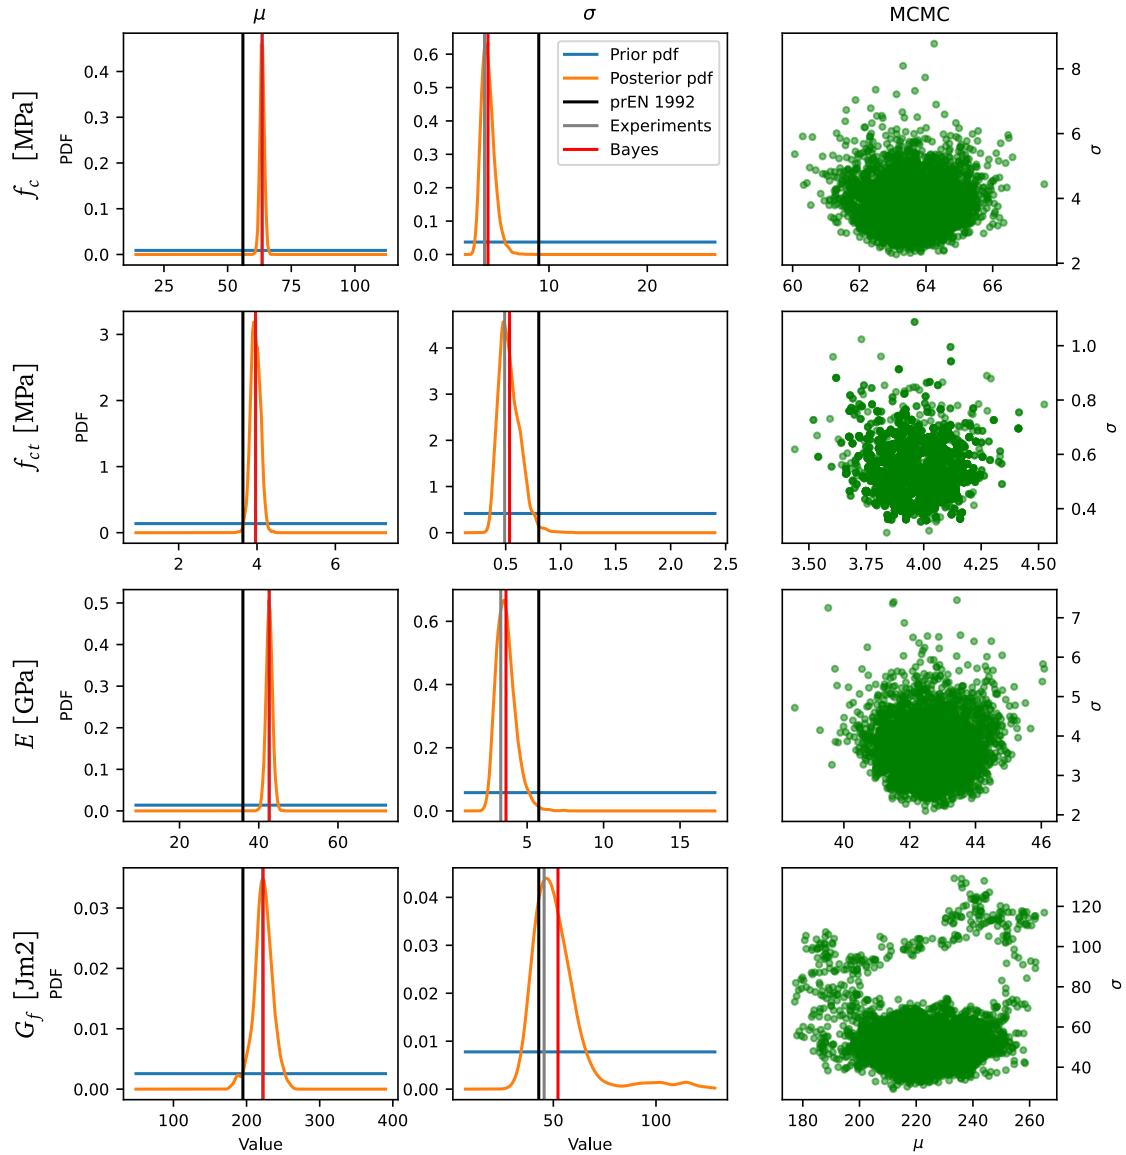 μ
σ
MCMC
f_c [MPa]
PDF
0.4
0.3
0.2
0.1
0.0
25 50 75 100
0.6
0.5
0.4
0.3
0.2
0.1
0.0
10 20
Prior pdf
Posterior pdf
prEN 1992
Experiments
Bayes
8
6
4
2
σ
60 62 64 66
f_ct [MPa]
PDF
3
2
1
0
2 4 6
4
3
2
1
0
0.5 1.0 1.5 2.0 2.5
1.0
0.8
0.6
0.4
σ
3.50 3.75 4.00 4.25 4.50
E [GPa]
PDF
0.5
0.4
0.3
0.2
0.1
0.0
20 40 60
0.6
0.4
0.2
0.0
5 10 15
7
6
5
4
3
2
σ
40 42 44 46
G_f [Jm2]
PDF
0.03
0.02
0.01
0.00
100 200 300 400
Value
0.04
0.03
0.02
0.01
0.00
50 100
Value
120
100
80
60
40
σ
180 200 220 240 260
μ